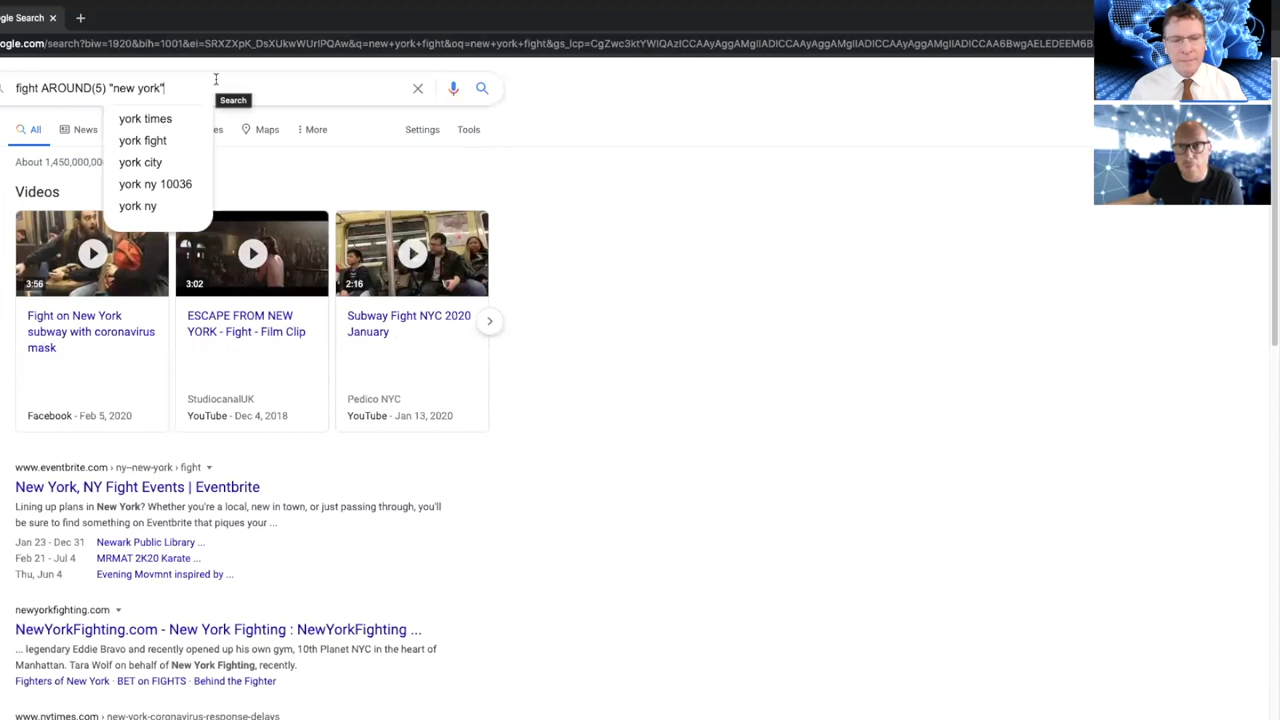 gle Search
ogle.com/search?biw=1920&bih=1001&ei=SRXZXpK_DsXUkwWUrIPQAw&q=new+york+fight&oq=new+york+fight&gs_lcp=CgZwc3ktYWIQAzICCAAyAggAMgIIADICCAAyAggAMgIIADICCAAyAggAMgIIADICCAA6BwgAELEDEEM6B
fight AROUND(5) "new york"
Search
york times
york fight
york city
york ny 10036
york ny
All
News
es
Maps
More
Settings
Tools
About 1,450,000,00
Videos
3:56
3:02
2:16
Fight on New York
subway with coronavirus
mask
Facebook - Feb 5, 2020
ESCAPE FROM NEW
YORK - Fight - Film Clip
StudiocanalUK
YouTube - Dec 4, 2018
Subway Fight NYC 2020
January
Pedico NYC
YouTube - Jan 13, 2020
www.eventbrite.com › ny--new-york › fight
New York, NY Fight Events | Eventbrite
Lining up plans in New York? Whether you're a local, new in town, or just passing through, you'll
be sure to find something on Eventbrite that piques your ...
Jan 23 - Dec 31 Newark Public Library ...
Feb 21 - Jul 4 MRMAT 2K20 Karate ...
Thu, Jun 4 Evening Movmnt inspired by ...
newyorkfighting.com
NewYorkFighting.com - New York Fighting : NewYorkFighting ...
... legendary Eddie Bravo and recently opened up his own gym, 10th Planet NYC in the heart of
Manhattan. Tara Wolf on behalf of New York Fighting, recently.
Fighters of New York · BET on FIGHTS · Behind the Fighter
www.nytimes.com › new-york-coronavirus-response-delays